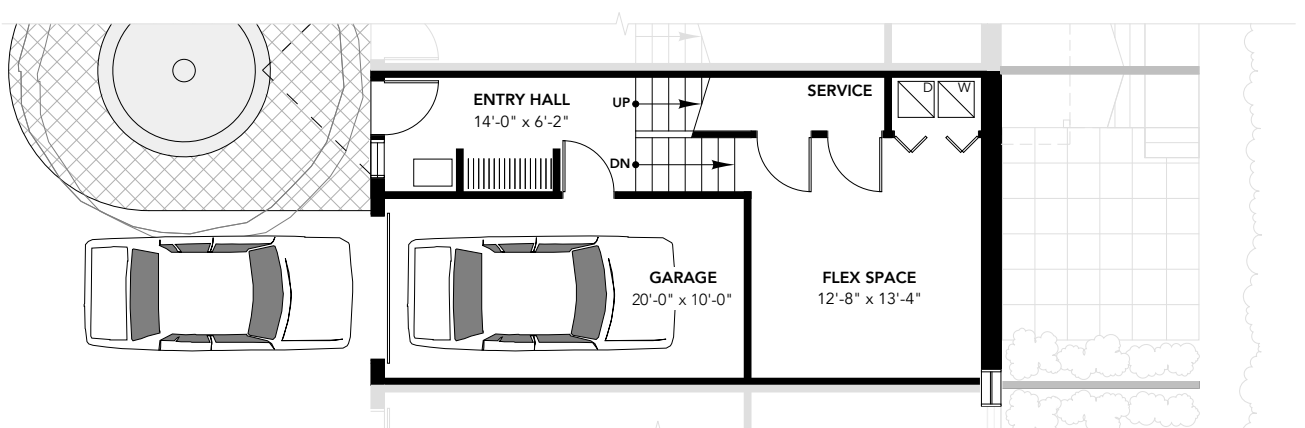 ENTRY HALL
14'-0" x 6'-2"
UP
SERVICE
D
W
DN
GARAGE
20'-0" x 10'-0"
FLEX SPACE
12'-8" x 13'-4"